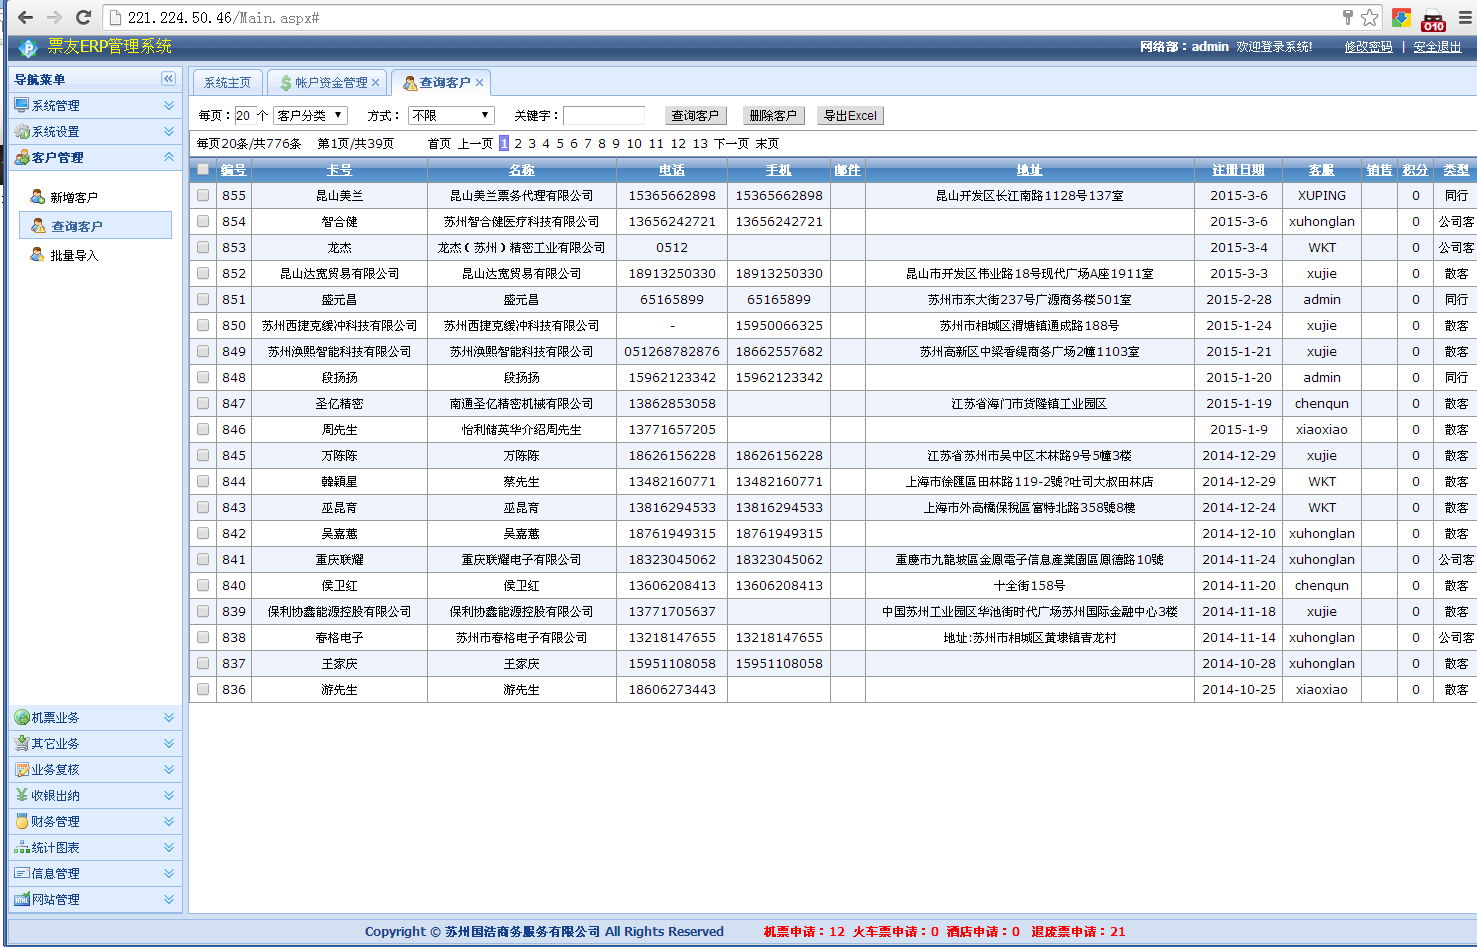 221.224.50.46/Main.aspx#
票友ERP管理系统 网络部：admin 欢迎登录系统! 修改密码 | 安全退出
导航菜单
系统管理
系统设置
客户管理
新增客户
查询客户
批量导入
机票业务
其它业务
业务复核
收银出纳
财务管理
统计图表
信息管理
网站管理
系统主页 帐户资金管理 查询客户
每页：20 个 客户分类 方式： 不限 关键字： 查询客户 删除客户 导出Excel
每页20条/共776条 第1页/共39页 首页 上一页 1 2 3 4 5 6 7 8 9 10 11 12 13 下一页 末页
编号 卡号 名称 电话 手机 邮件 地址 注册日期 客服 销售 积分 类型
855 昆山美兰 昆山美兰票务代理有限公司 15365662898 15365662898 昆山开发区长江南路1128号137室 2015-3-6 XUPING 0 同行
854 智合健 苏州智合健医疗科技有限公司 13656242721 13656242721 2015-3-6 xuhonglan 0 公司客
853 龙杰 龙杰（苏州）精密工业有限公司 0512 2015-3-4 WKT 0 公司客
852 昆山达宽贸易有限公司 昆山达宽贸易有限公司 18913250330 18913250330 昆山市开发区伟业路18号现代广场A座1911室 2015-3-3 xujie 0 散客
851 盛元昌 盛元昌 65165899 65165899 苏州市东大街237号广源商务楼501室 2015-2-28 admin 0 同行
850 苏州西捷克缓冲科技有限公司 苏州西捷克缓冲科技有限公司 - 15950066325 苏州市相城区渭塘镇通成路188号 2015-1-24 xujie 0 散客
849 苏州涣熙智能科技有限公司 苏州涣熙智能科技有限公司 051268782876 18662557682 苏州高新区中梁香缇商务广场2幢1103室 2015-1-21 xujie 0 散客
848 段扬扬 段扬扬 15962123342 15962123342 2015-1-20 admin 0 同行
847 圣亿精密 南通圣亿精密机械有限公司 13862853058 江苏省海门市货隆镇工业园区 2015-1-19 chenqun 0 散客
846 周先生 怡利储英华介绍周先生 13771657205 2015-1-9 xiaoxiao 0 散客
845 万陈陈 万陈陈 18626156228 18626156228 江苏省苏州市吴中区木林路9号5幢3楼 2014-12-29 xujie 0 散客
844 韓穎星 蔡先生 13482160771 13482160771 上海市徐匯區田林路119-2號?吐司大叔田林店 2014-12-29 WKT 0 散客
843 巫昆育 巫昆育 13816294533 13816294533 上海市外高橋保稅區富特北路358號8樓 2014-12-24 WKT 0 散客
842 吴嘉蕙 吴嘉蕙 18761949315 18761949315 2014-12-10 xuhonglan 0 散客
841 重庆联耀 重庆联耀电子有限公司 18323045062 18323045062 重慶市九龍坡區金鳳電子信息產業園區鳳德路10號 2014-11-24 xuhonglan 0 公司客
840 侯卫红 侯卫红 13606208413 13606208413 十全街158号 2014-11-20 chenqun 0 散客
839 保利协鑫能源控股有限公司 保利协鑫能源控股有限公司 13771705637 中国苏州工业园区华池街时代广场苏州国际金融中心3楼 2014-11-18 xujie 0 散客
838 春格电子 苏州市春格电子有限公司 13218147655 13218147655 地址:苏州市相城区黄埭镇青龙村 2014-11-14 xuhonglan 0 公司客
837 王家庆 王家庆 15951108058 15951108058 2014-10-28 xuhonglan 0 散客
836 游先生 游先生 18606273443 2014-10-25 xiaoxiao 0 散客
Copyright © 苏州国浩商务服务有限公司 All Rights Reserved 机票申请：12 火车票申请：0 酒店申请：0 退废票申请：21